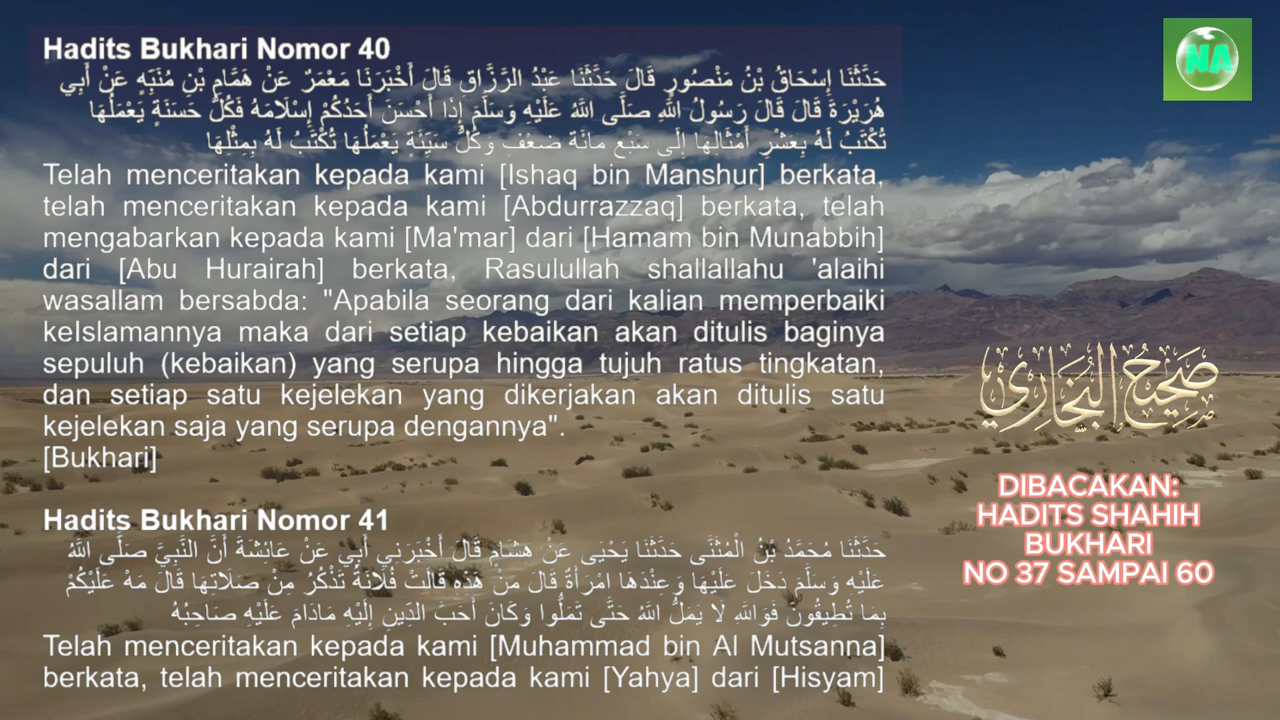 Hadits Bukhari Nomor 40
حَدَّثَنَا إِسْحَاقُ بْنُ مَنْصُورٍ قَالَ حَدَّثَنَا عَبْدُ الرَّزَّاقِ قَالَ أَخْبَرَنَا مَعْمَرٌ عَنْ هَمَّامِ بْنِ مُنَبِّهٍ عَنْ أَبِي
هُرَيْرَةَ قَالَ قَالَ رَسُولُ اللَّهِ صَلَّى اللَّهُ عَلَيْهِ وَسَلَّمَ إِذَا أَحْسَنَ أَحَدُكُمْ إِسْلَامَهُ فَكُلُّ حَسَنَةٍ يَعْمَلُهَا
تُكْتَبُ لَهُ بِعَشْرِ أَمْثَالِهَا إِلَى سَبْعِ مِائَةِ ضِعْفٍ وَكُلُّ سَيِّئَةٍ يَعْمَلُهَا تُكْتَبُ لَهُ بِمِثْلِهَا
Telah menceritakan kepada kami [Ishaq bin Manshur] berkata,
telah menceritakan kepada kami [Abdurrazzaq] berkata, telah
mengabarkan kepada kami [Ma'mar] dari [Hamam bin Munabbih]
dari [Abu Hurairah] berkata, Rasulullah shallallahu 'alaihi
wasallam bersabda: "Apabila seorang dari kalian memperbaiki
keIslamannya maka dari setiap kebaikan akan ditulis baginya
sepuluh (kebaikan) yang serupa hingga tujuh ratus tingkatan,
dan setiap satu kejelekan yang dikerjakan akan ditulis satu
kejelekan saja yang serupa dengannya".
[Bukhari]
Hadits Bukhari Nomor 41
حَدَّثَنَا مُحَمَّدُ بْنُ الْمُثَنَّى حَدَّثَنَا يَحْيَى عَنْ هِشَامٍ قَالَ أَخْبَرَنِي أَبِي عَنْ عَائِشَةَ أَنَّ النَّبِيَّ صَلَّى اللَّهُ
عَلَيْهِ وَسَلَّمَ دَخَلَ عَلَيْهَا وَعِنْدَهَا امْرَأَةٌ قَالَ مَنْ هَذِهِ قَالَتْ فُلَانَةُ تَذْكُرُ مِنْ صَلَاتِهَا قَالَ مَهْ عَلَيْكُمْ
بِمَا تُطِيقُونَ فَوَاللَّهِ لَا يَمَلُّ اللَّهُ حَتَّى تَمَلُّوا وَكَانَ أَحَبَّ الدِّينِ إِلَيْهِ مَادَامَ عَلَيْهِ صَاحِبُهُ
Telah menceritakan kepada kami [Muhammad bin Al Mutsanna]
berkata, telah menceritakan kepada kami [Yahya] dari [Hisyam]
NA
صَحِيحُ الْبُخَارِيِّ
DIBACAKAN:
HADITS SHAHIH
BUKHARI
NO 37 SAMPAI 60